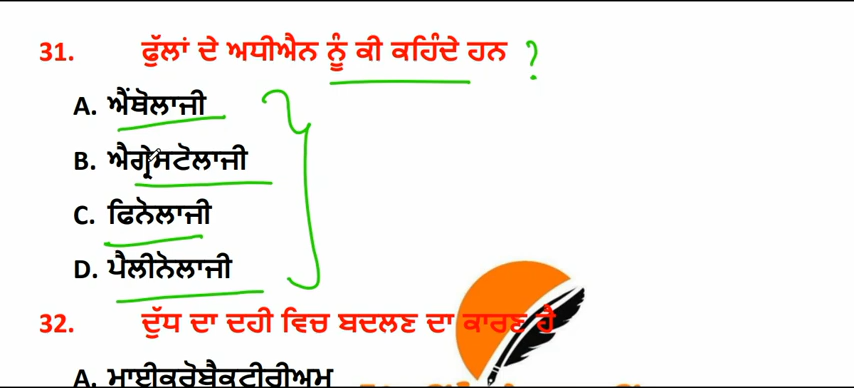 31. ਫੁੱਲਾਂ ਦੇ ਅਧੀਐਨ ਨੂੰ ਕੀ ਕਹਿੰਦੇ ਹਨ ?
A. ਐਂਥੋਲਾਜੀ
B. ਐਗ੍ਰੇਸਟੋਲਾਜੀ
C. ਫਿਨੋਲਾਜੀ
D. ਪੈਲੀਨੋਲਾਜੀ
32. ਦੁੱਧ ਦਾ ਦਹੀ ਵਿਚ ਬਦਲਣ ਦਾ ਕਾਰਣ ਹੈ
A. ਮਾਈਕਰੋਬੈਕਟੀਰੀਅਮ